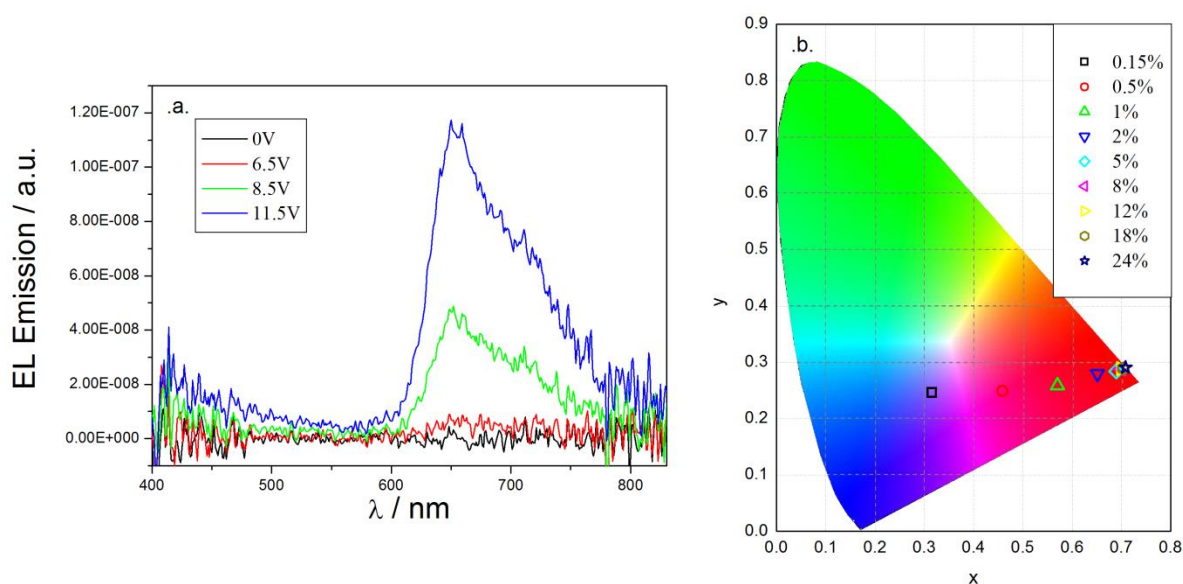 .a.
EL Emission / a.u.
1.20E-007
1.00E-007
8.00E-008
6.00E-008
4.00E-008
2.00E-008
0.00E+000
0V
6.5V
8.5V
11.5V
400 500 600 700 800
λ / nm
.b.
y
0.9
0.8
0.7
0.6
0.5
0.4
0.3
0.2
0.1
0.0
0.15%
0.5%
1%
2%
5%
8%
12%
18%
24%
0.0 0.1 0.2 0.3 0.4 0.5 0.6 0.7 0.8
x